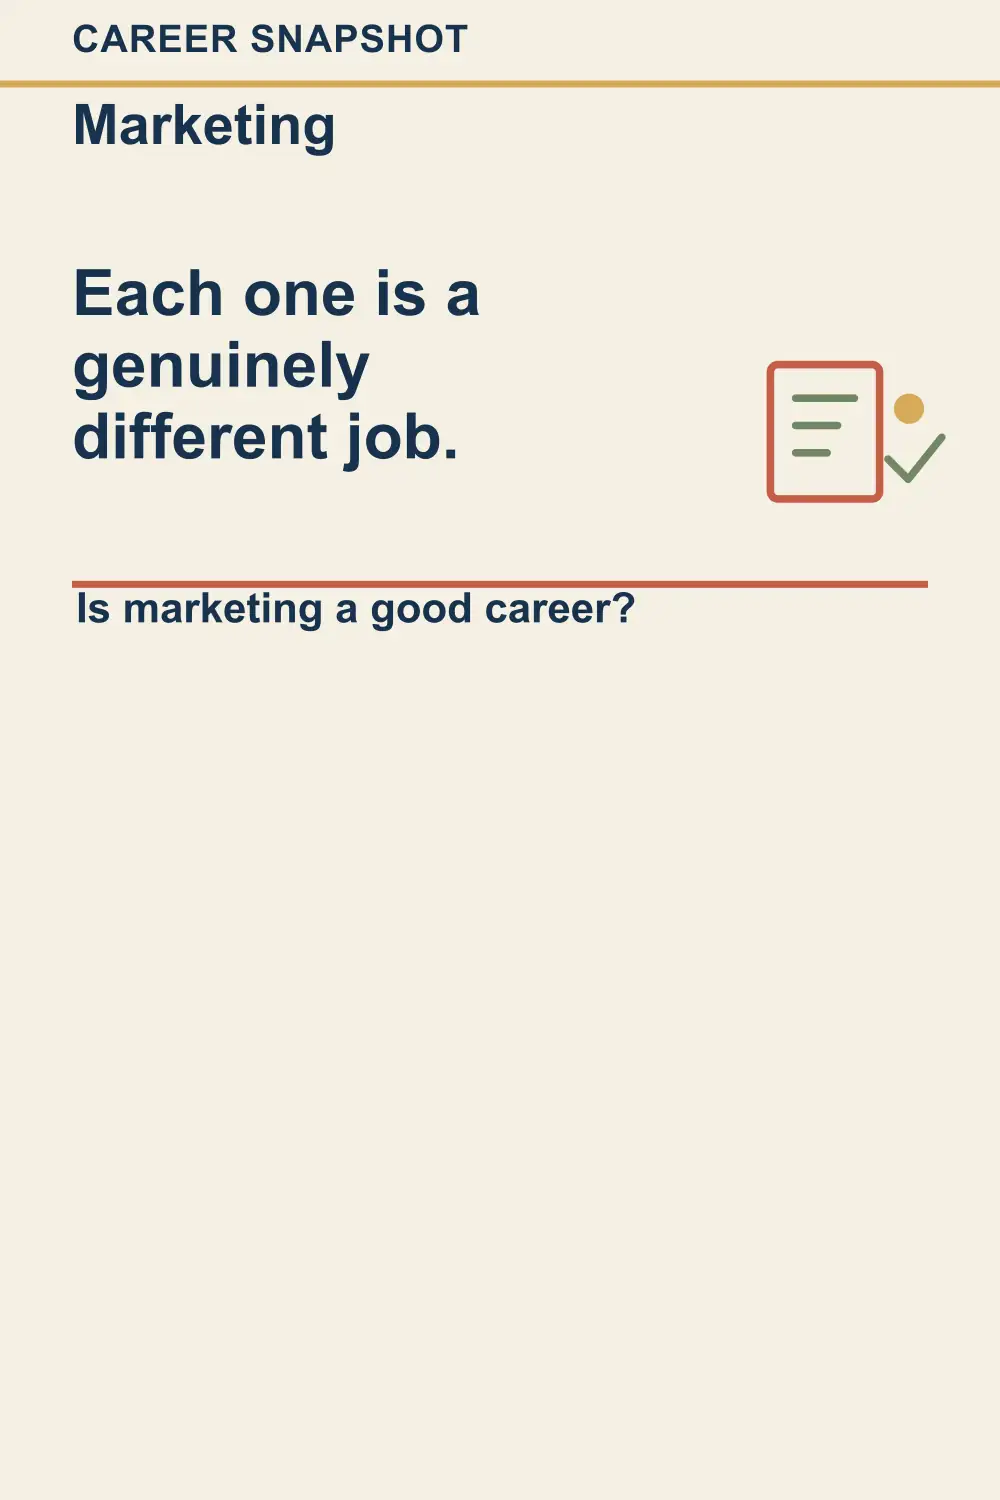 CAREER SNAPSHOT
Marketing
Each one is a
genuinely
different job.
Is marketing a good career?